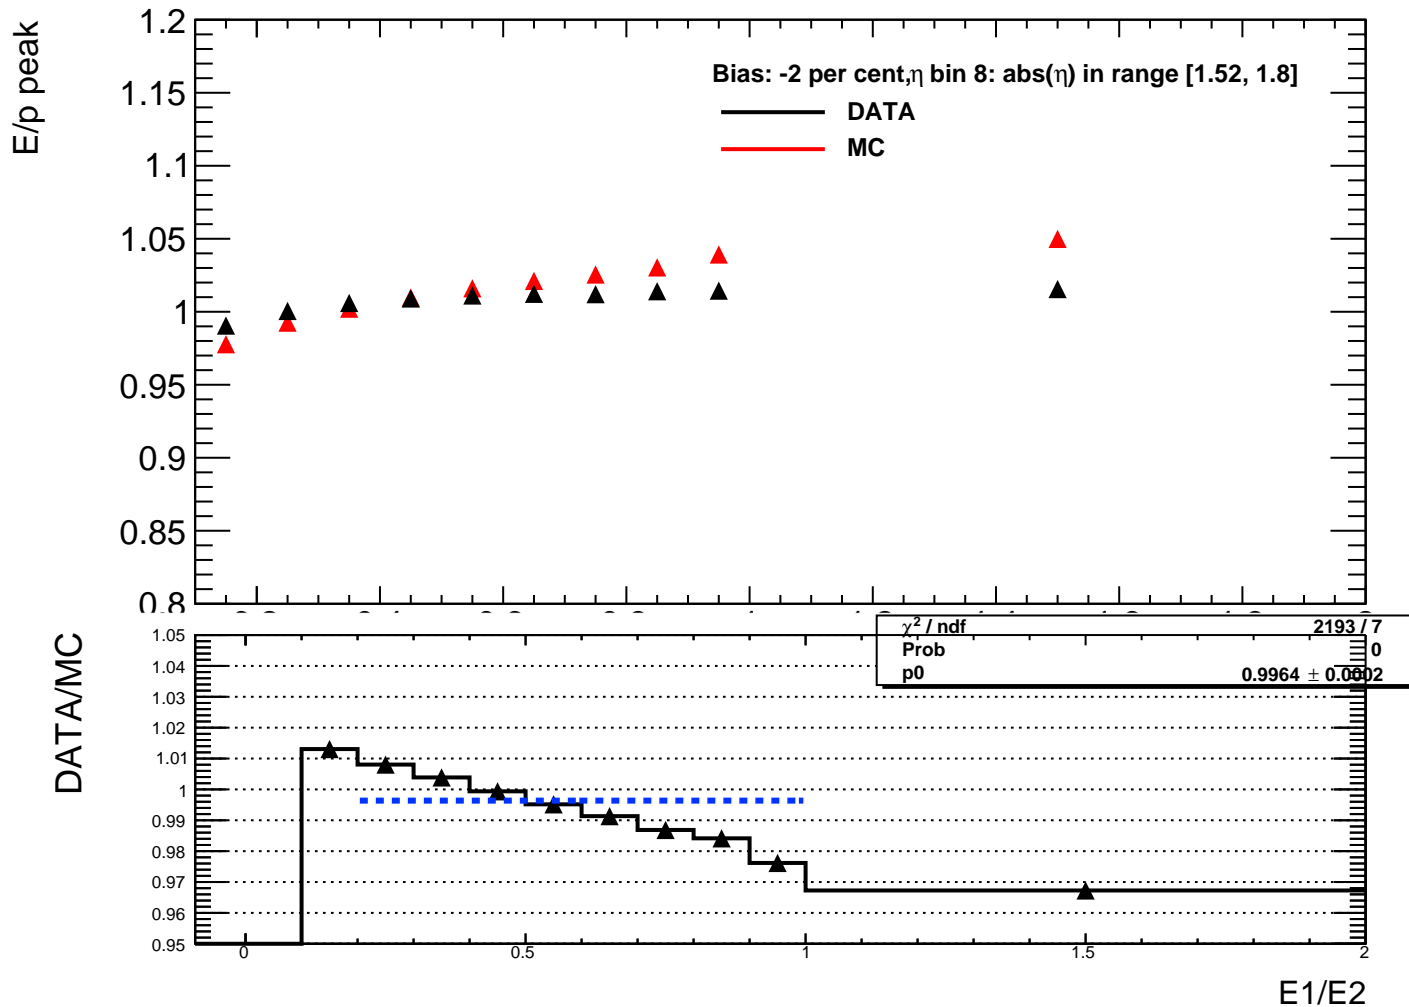 E/p peak
1.2
1.15
1.1
1.05
1
0.95
0.9
0.85
0.8
Bias: -2 per cent,η bin 8: abs(η) in range [1.52, 1.8]
DATA
MC
DATA/MC
1.05
1.04
1.03
1.02
1.01
1
0.99
0.98
0.97
0.96
0.95
χ² / ndf 2193 / 7
Prob 0
p0 0.9964 ± 0.0002
0 0.5 1 1.5 2
E1/E2